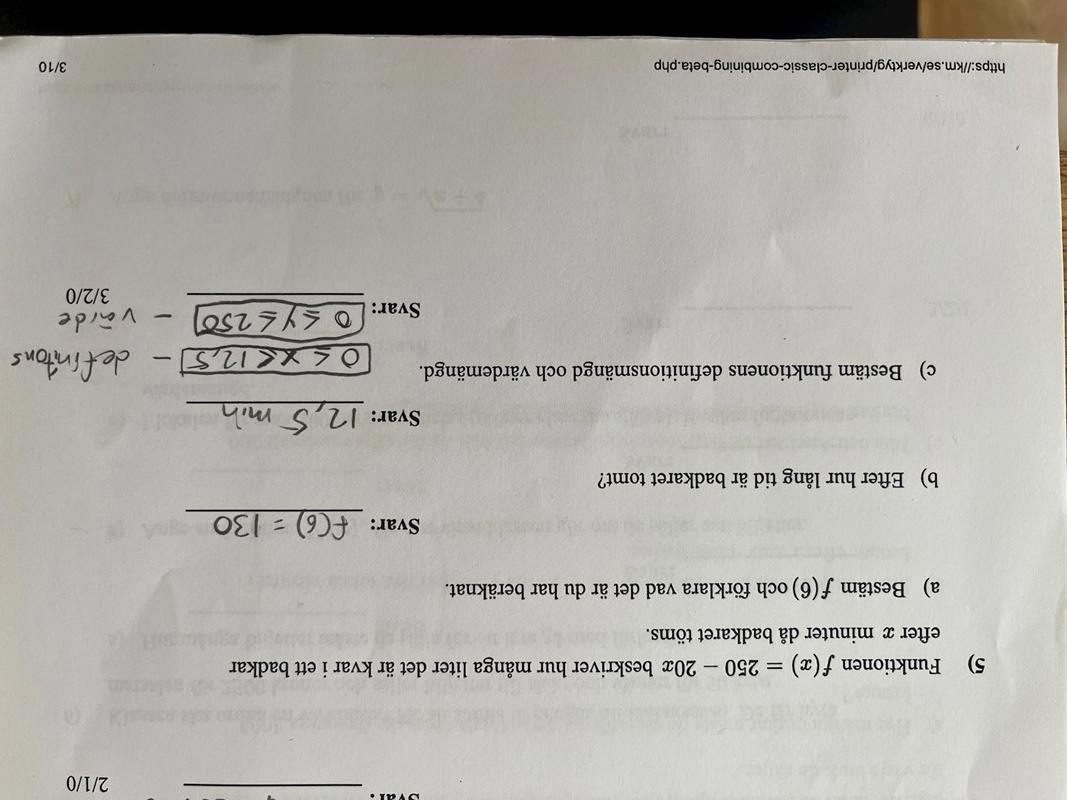 2/1/0
5) Funktionen f(x) = 250 − 20x beskriver hur många liter det är kvar i ett badkar
efter x minuter då badkaret töms.
a) Bestäm f(6) och förklara vad det är du har beräknat.
Svar: f(6) = 130
b) Efter hur lång tid är badkaret tomt?
Svar: 12,5 min
c) Bestäm funktionens definitionsmängd och värdemängd.
0 ≤ x ≤ 12,5 – defintons
Svar: 0 ≤ y ≤ 250 – värde
3/2/0
https://km.se/verktyg/printer-classic-combining-beta.php 3/10